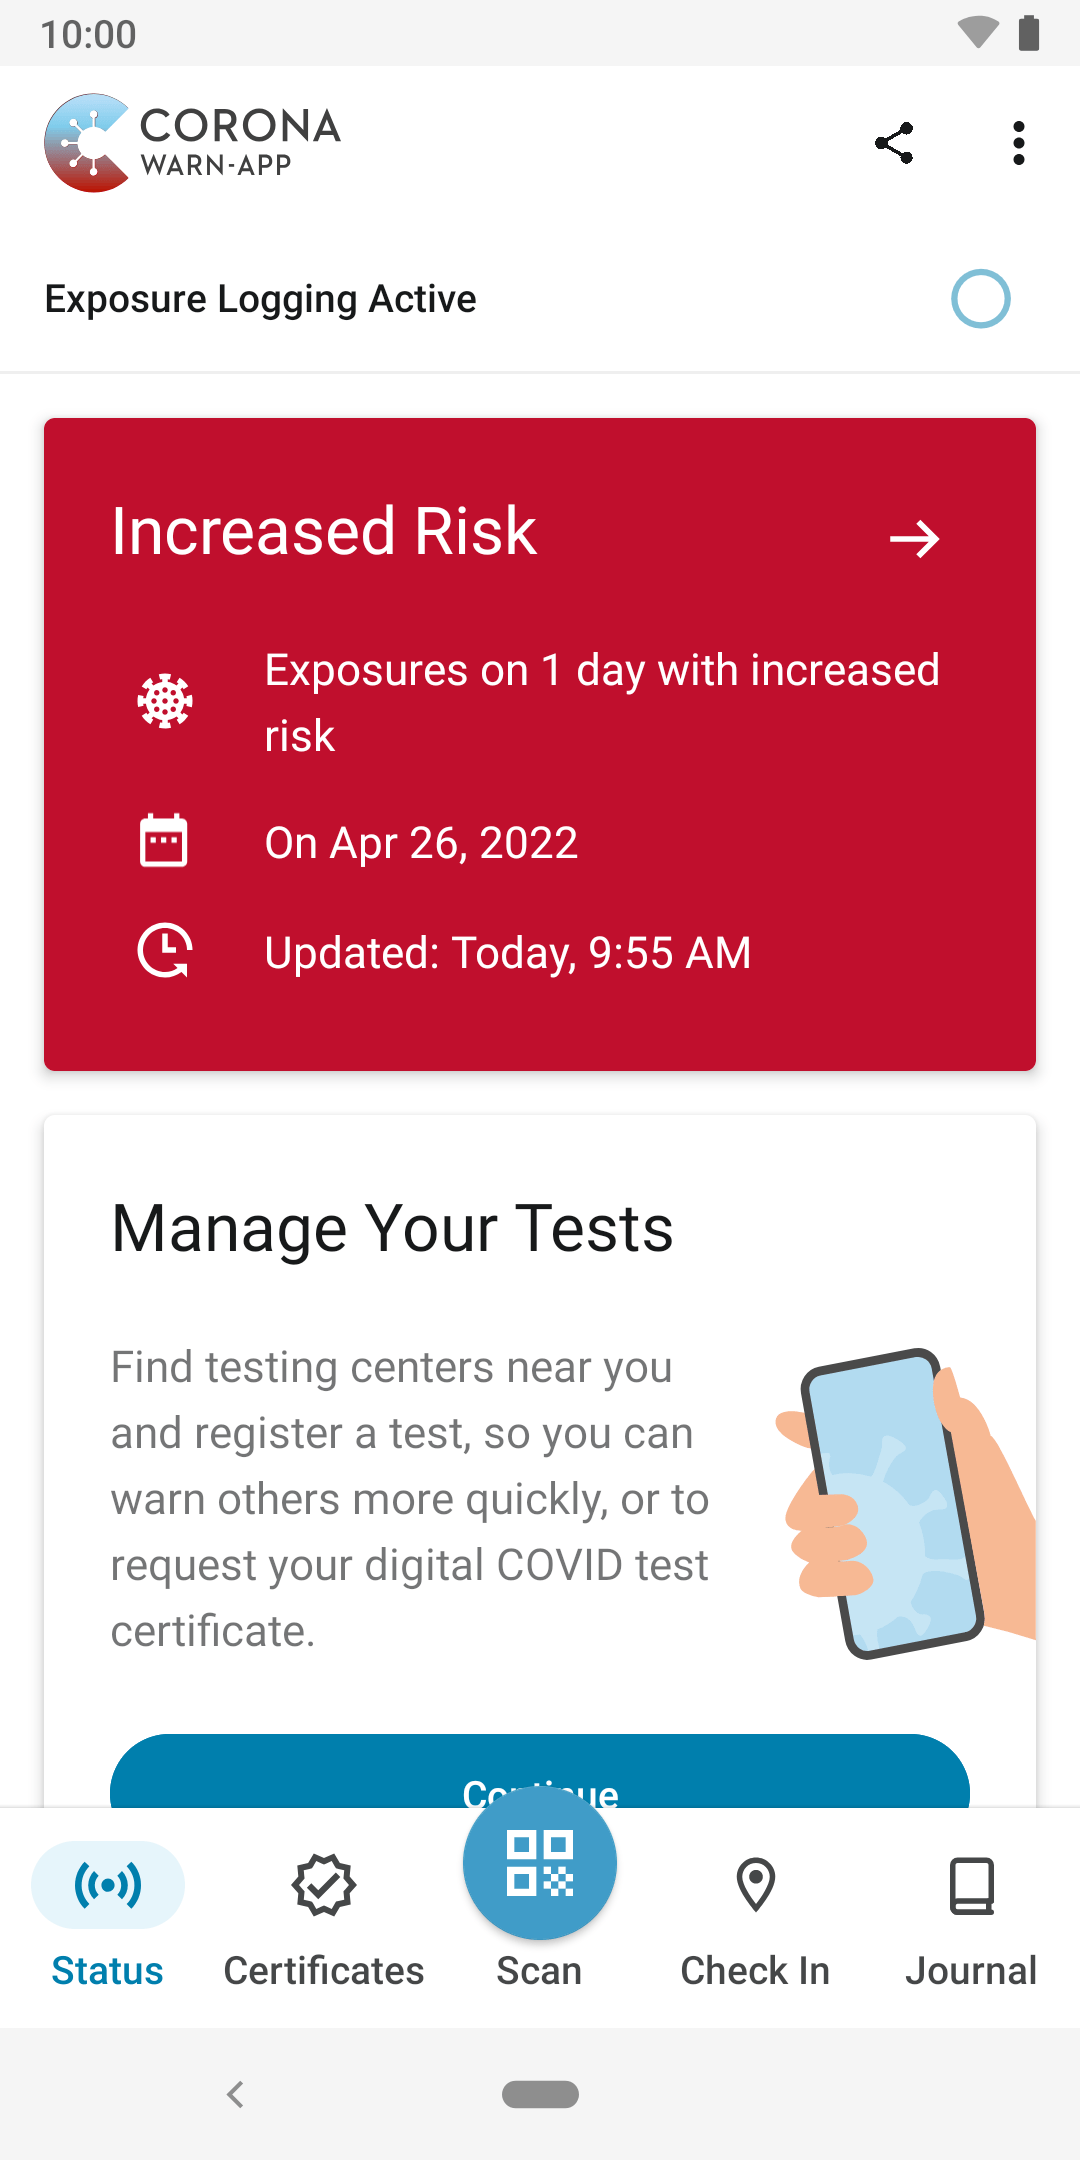 10:00
CORONA
WARN-APP
Exposure Logging Active
Increased Risk
Exposures on 1 day with increased
risk
On Apr 26, 2022
Updated: Today, 9:55 AM
Manage Your Tests
Find testing centers near you
and register a test, so you can
warn others more quickly, or to
request your digital COVID test
certificate.
Continue
Status
Certificates
Scan
Check In
Journal